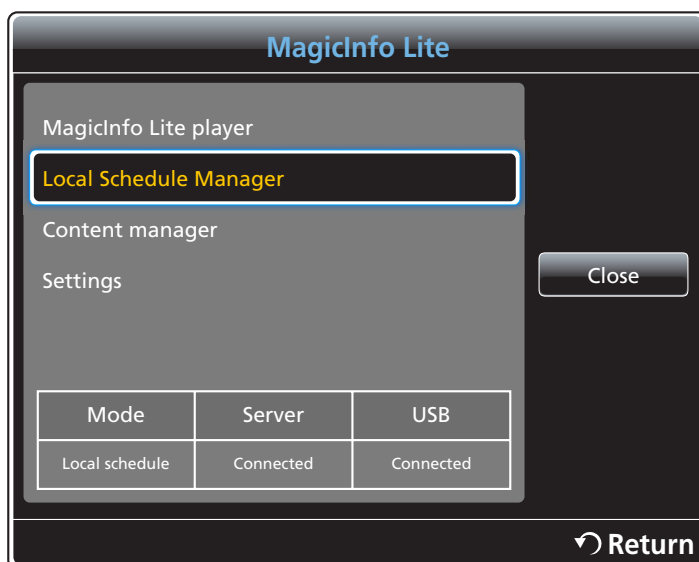 MagicInfo Lite
MagicInfo Lite player
Local Schedule Manager
Content manager
Settings
Close
Mode Server USB
Local schedule Connected Connected
Return